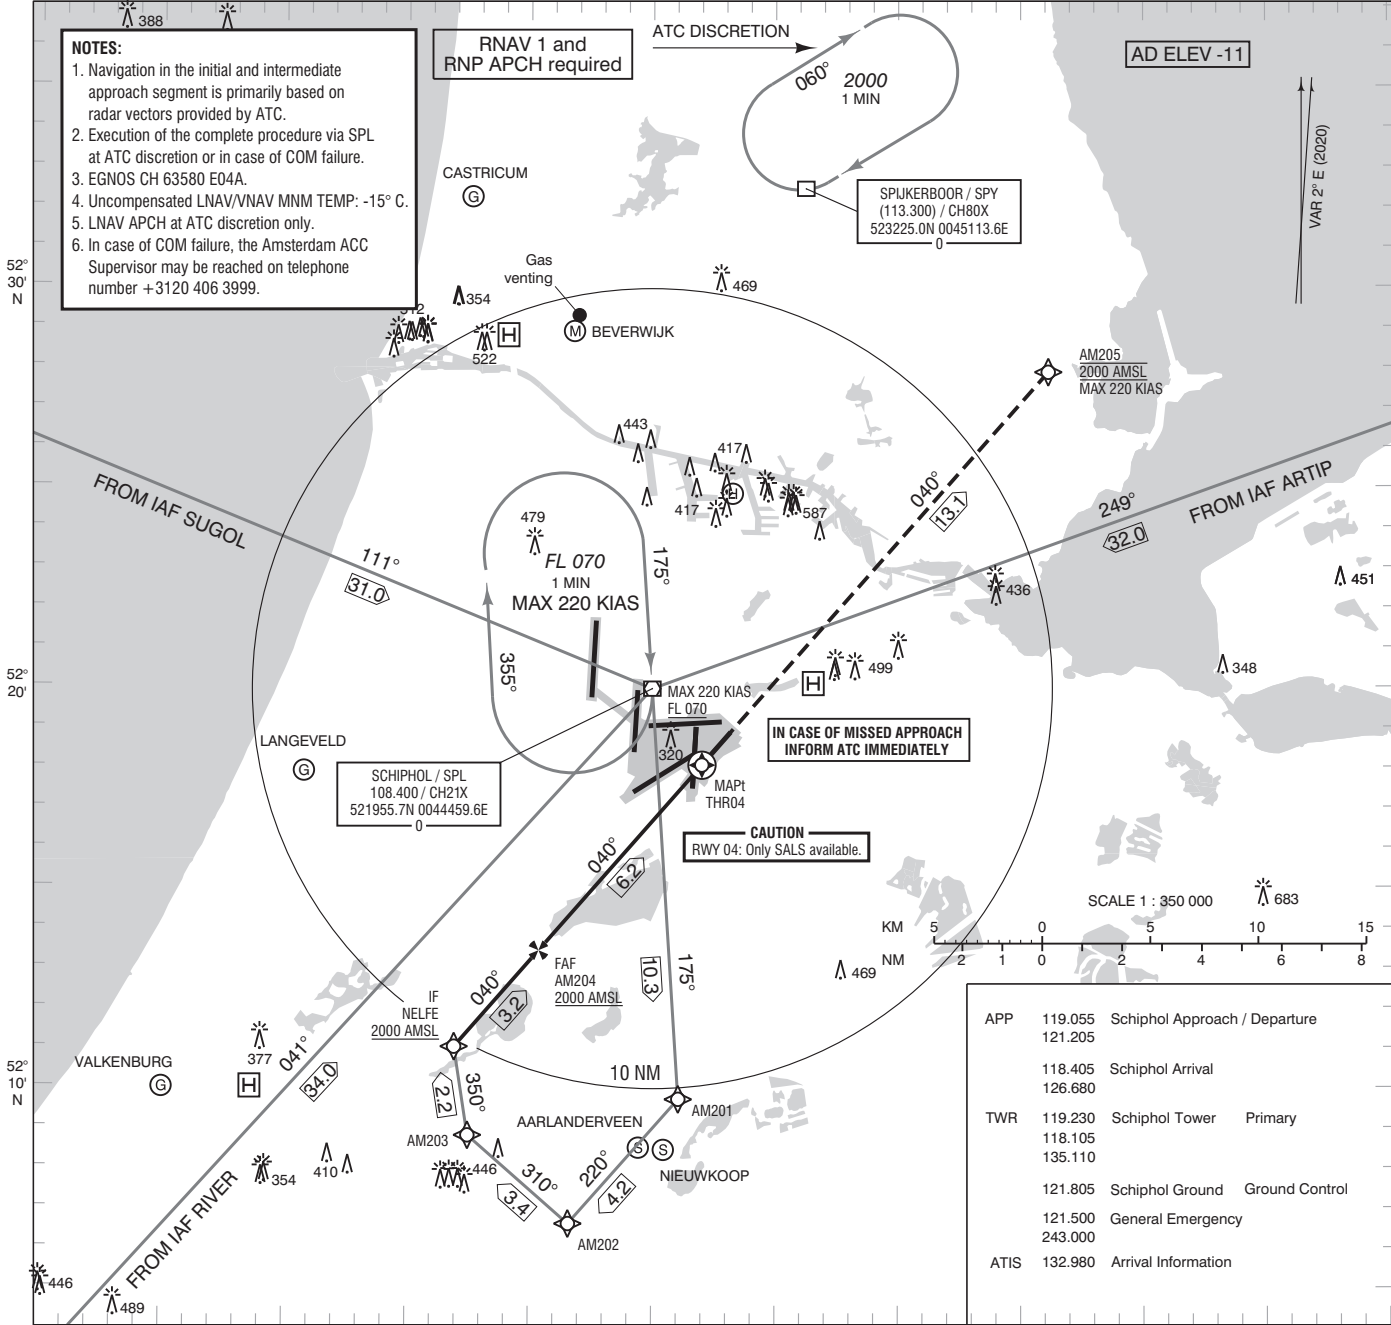 388
NOTES:
1. Navigation in the initial and intermediate
approach segment is primarily based on
radar vectors provided by ATC.
2. Execution of the complete procedure via SPL
at ATC discretion or in case of COM failure.
3. EGNOS CH 63580 E04A.
4. Uncompensated LNAV/VNAV MNM TEMP: -15° C.
5. LNAV APCH at ATC discretion only.
6. In case of COM failure, the Amsterdam ACC
Supervisor may be reached on telephone
number +3120 406 3999.
RNAV 1 and
RNP APCH required
ATC DISCRETION
060°
2000
1 MIN
AD ELEV -11
VAR 2° E (2020)
CASTRICUM
G
SPIJKERBOOR / SPY
(113.300) / CH80X
523225.0N 0045113.6E
0
52°
30'
N
Gas
venting
469
354
522
H
M BEVERWIJK
AM205
2000 AMSL
MAX 220 KIAS
443
417
417
H
587
040°
13.1
FROM IAF SUGOL
111°
31.0
249°
32.0
FROM IAF ARTIP
479
FL 070
1 MIN
MAX 220 KIAS
175°
355°
436
451
348
499
H
52°
20'
MAX 220 KIAS
FL 070
320
IN CASE OF MISSED APPROACH
INFORM ATC IMMEDIATELY
LANGEVELD
G
SCHIPHOL / SPL
108.400 / CH21X
521955.7N 0044459.6E
0
MAPt
THR04
CAUTION
RWY 04: Only SALS available.
040°
6.2
683
SCALE 1 : 350 000
KM 5 0 5 10 15
NM 2 1 0 2 4 6 8
469
FAF
AM204
2000 AMSL
10.3
175°
IF
NELFE
2000 AMSL
040°
3.2
377
VALKENBURG
G
H
041°
34.0
52°
10'
N
350°
2.2
10 NM
AM201
AARLANDERVEEN
S
S
NIEUWKOOP
AM203
446
310°
3.4
220°
4.2
AM202
354
410
FROM IAF RIVER
446
489
APP 119.055 Schiphol Approach / Departure
121.205
118.405 Schiphol Arrival
126.680
TWR 119.230 Schiphol Tower Primary
118.105
135.110
121.805 Schiphol Ground Ground Control
121.500 General Emergency
243.000
ATIS 132.980 Arrival Information